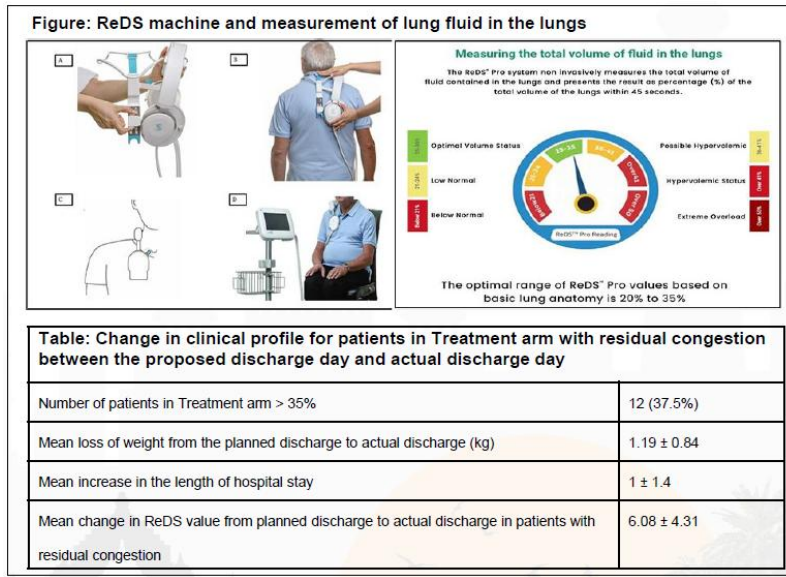 Figure: ReDS machine and measurement of lung fluid in the lungs
A
B
C
D
Measuring the total volume of fluid in the lungs
The ReDS™ Pro system non invasively measures the total volume of
fluid contained in the lungs and presents the result as percentage (%) of the
total volume of the lungs within 45 seconds.
Optimal Volume Status
Low Normal
Below 21%
Below Normal
Possible Hypervolemic
Hypervolemic Status
Extreme Overload
ReDS™ Pro Reading
The optimal range of ReDS™ Pro values based on
basic lung anatomy is 20% to 35%
Table: Change in clinical profile for patients in Treatment arm with residual congestion
between the proposed discharge day and actual discharge day
Number of patients in Treatment arm > 35%
12 (37.5%)
Mean loss of weight from the planned discharge to actual discharge (kg)
1.19 ± 0.84
Mean increase in the length of hospital stay
1 ± 1.4
Mean change in ReDS value from planned discharge to actual discharge in patients with
residual congestion
6.08 ± 4.31